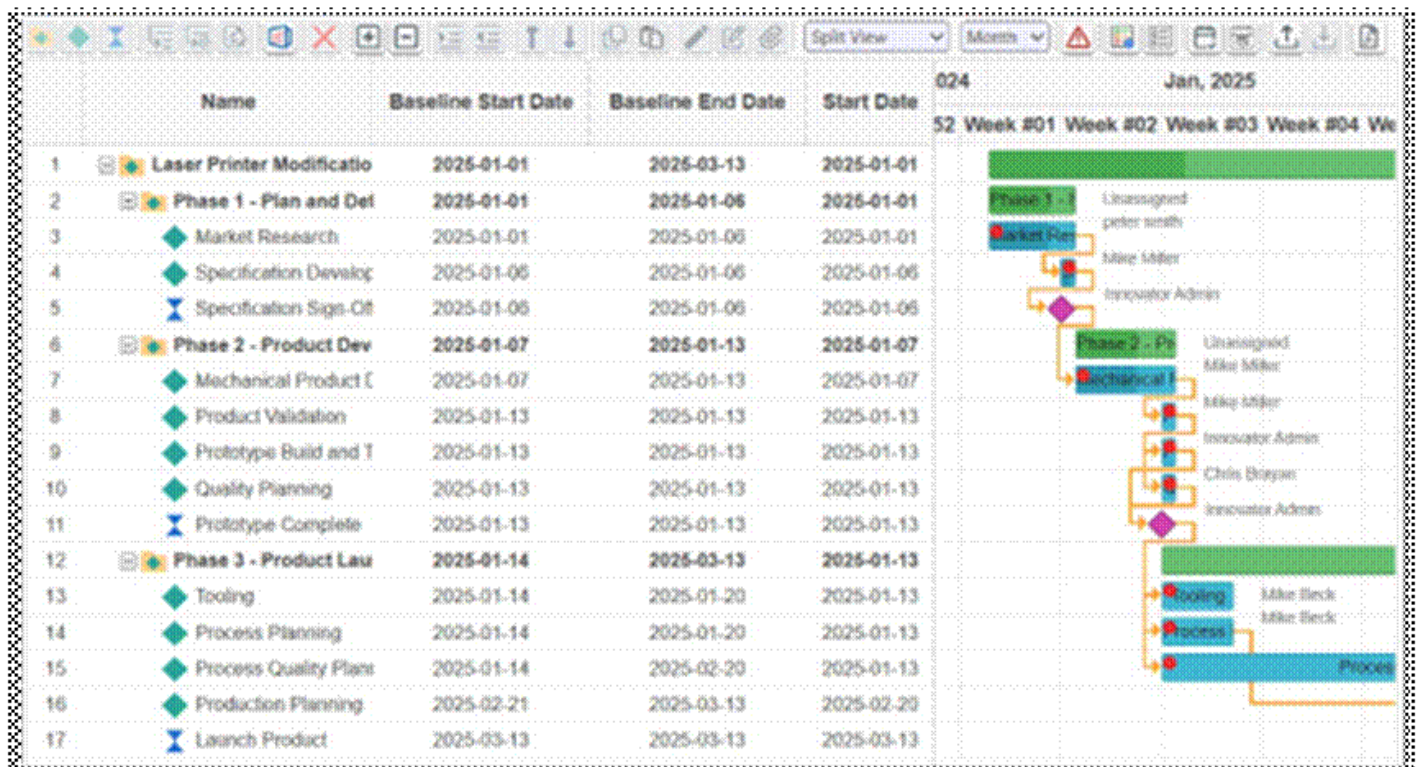 Split View Month
Name Baseline Start Date Baseline End Date Start Date 024 Jan, 2025
52 Week #01 Week #02 Week #03 Week #04 We
1 Laser Printer Modificatio 2025-01-01 2025-03-13 2025-01-01
2 Phase 1 - Plan and Def 2025-01-01 2025-01-06 2025-01-01 Phase 1 - Unassigned
peter smith
3 Market Research 2025-01-01 2025-01-06 2025-01-01 Market Res
Mike Miller
4 Specification Develop 2025-01-06 2025-01-06 2025-01-06
Innovator Admin
5 Specification Sign-Off 2025-01-06 2025-01-06 2025-01-06
6 Phase 2 - Product Dev 2025-01-07 2025-01-13 2025-01-07 Phase 2 - Unassigned
Mike Miller
7 Mechanical Product 2025-01-07 2025-01-13 2025-01-07 Mechanical
Mike Miller
8 Product Validation 2025-01-13 2025-01-13 2025-01-13
Innovator Admin
9 Prototype Build and T 2025-01-13 2025-01-13 2025-01-13
Chris
10 Quality Planning 2025-01-13 2025-01-13 2025-01-13
Innovator Admin
11 Prototype Complete 2025-01-13 2025-01-13 2025-01-13
12 Phase 3 - Product Lau 2025-01-14 2025-03-13 2025-01-13
13 Tooling 2025-01-14 2025-01-20 2025-01-13 Tooling Mike Beck
Mike Beck
14 Process Planning 2025-01-14 2025-01-20 2025-01-13 Process
15 Process Quality Plann 2025-01-14 2025-02-20 2025-01-13 Proces
16 Production Planning 2025-02-21 2025-03-13 2025-02-20
17 Launch Product 2025-03-13 2025-03-13 2025-03-13